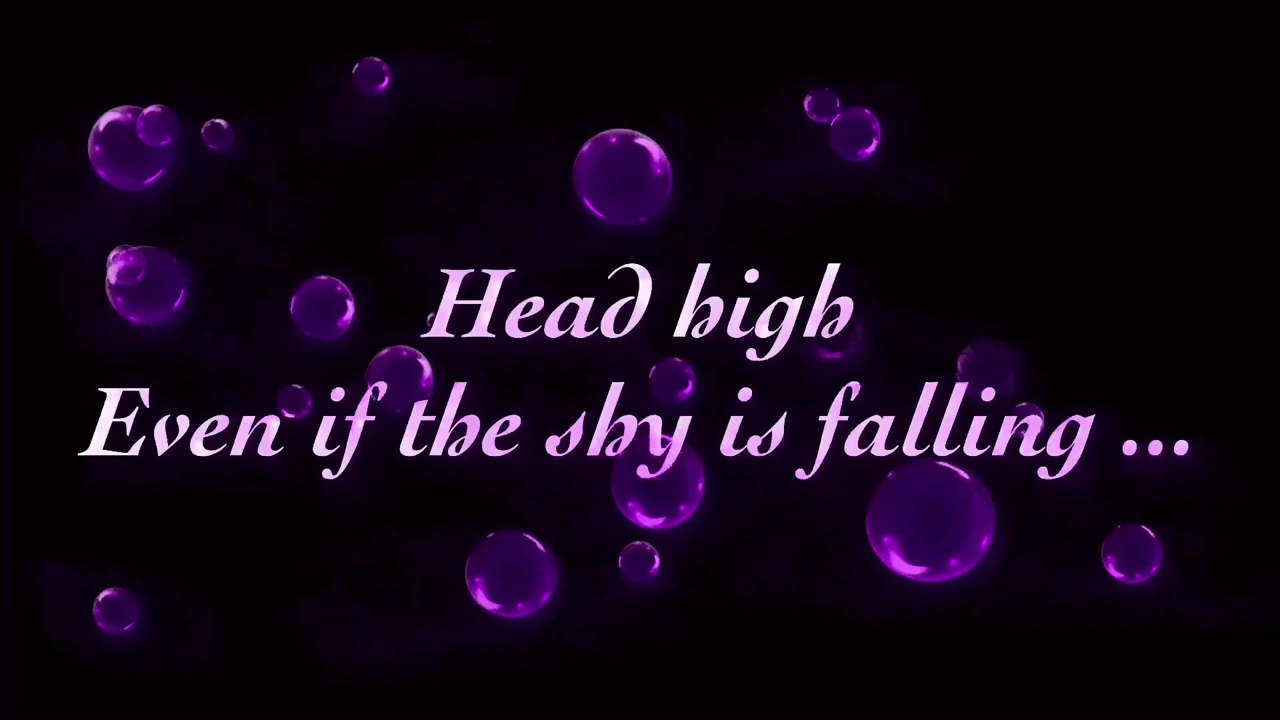 Head high
Even if the sky is falling ...